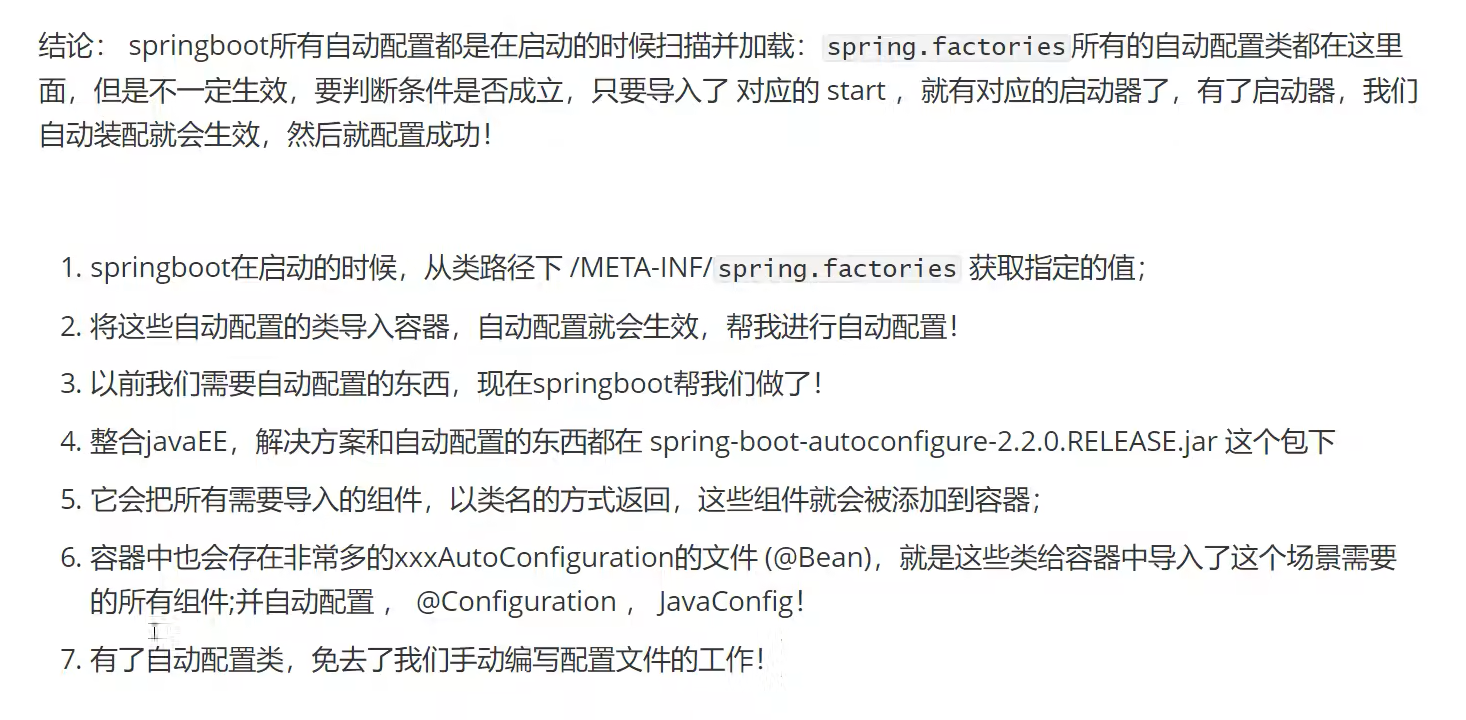 结论： springboot所有自动配置都是在启动的时候扫描并加载：spring.factories所有的自动配置类都在这里
面，但是不一定生效，要判断条件是否成立，只要导入了 对应的 start ，就有对应的启动器了，有了启动器，我们
自动装配就会生效，然后就配置成功！
1. springboot在启动的时候，从类路径下 /META-INF/spring.factories 获取指定的值；
2. 将这些自动配置的类导入容器，自动配置就会生效，帮我进行自动配置！
3. 以前我们需要自动配置的东西，现在springboot帮我们做了！
4. 整合javaEE，解决方案和自动配置的东西都在 spring-boot-autoconfigure-2.2.0.RELEASE.jar 这个包下
5. 它会把所有需要导入的组件，以类名的方式返回，这些组件就会被添加到容器；
6. 容器中也会存在非常多的xxxAutoConfiguration的文件 (@Bean)，就是这些类给容器中导入了这个场景需要
的所有组件;并自动配置 ， @Configuration ， JavaConfig！
7. 有了自动配置类，免去了我们手动编写配置文件的工作！